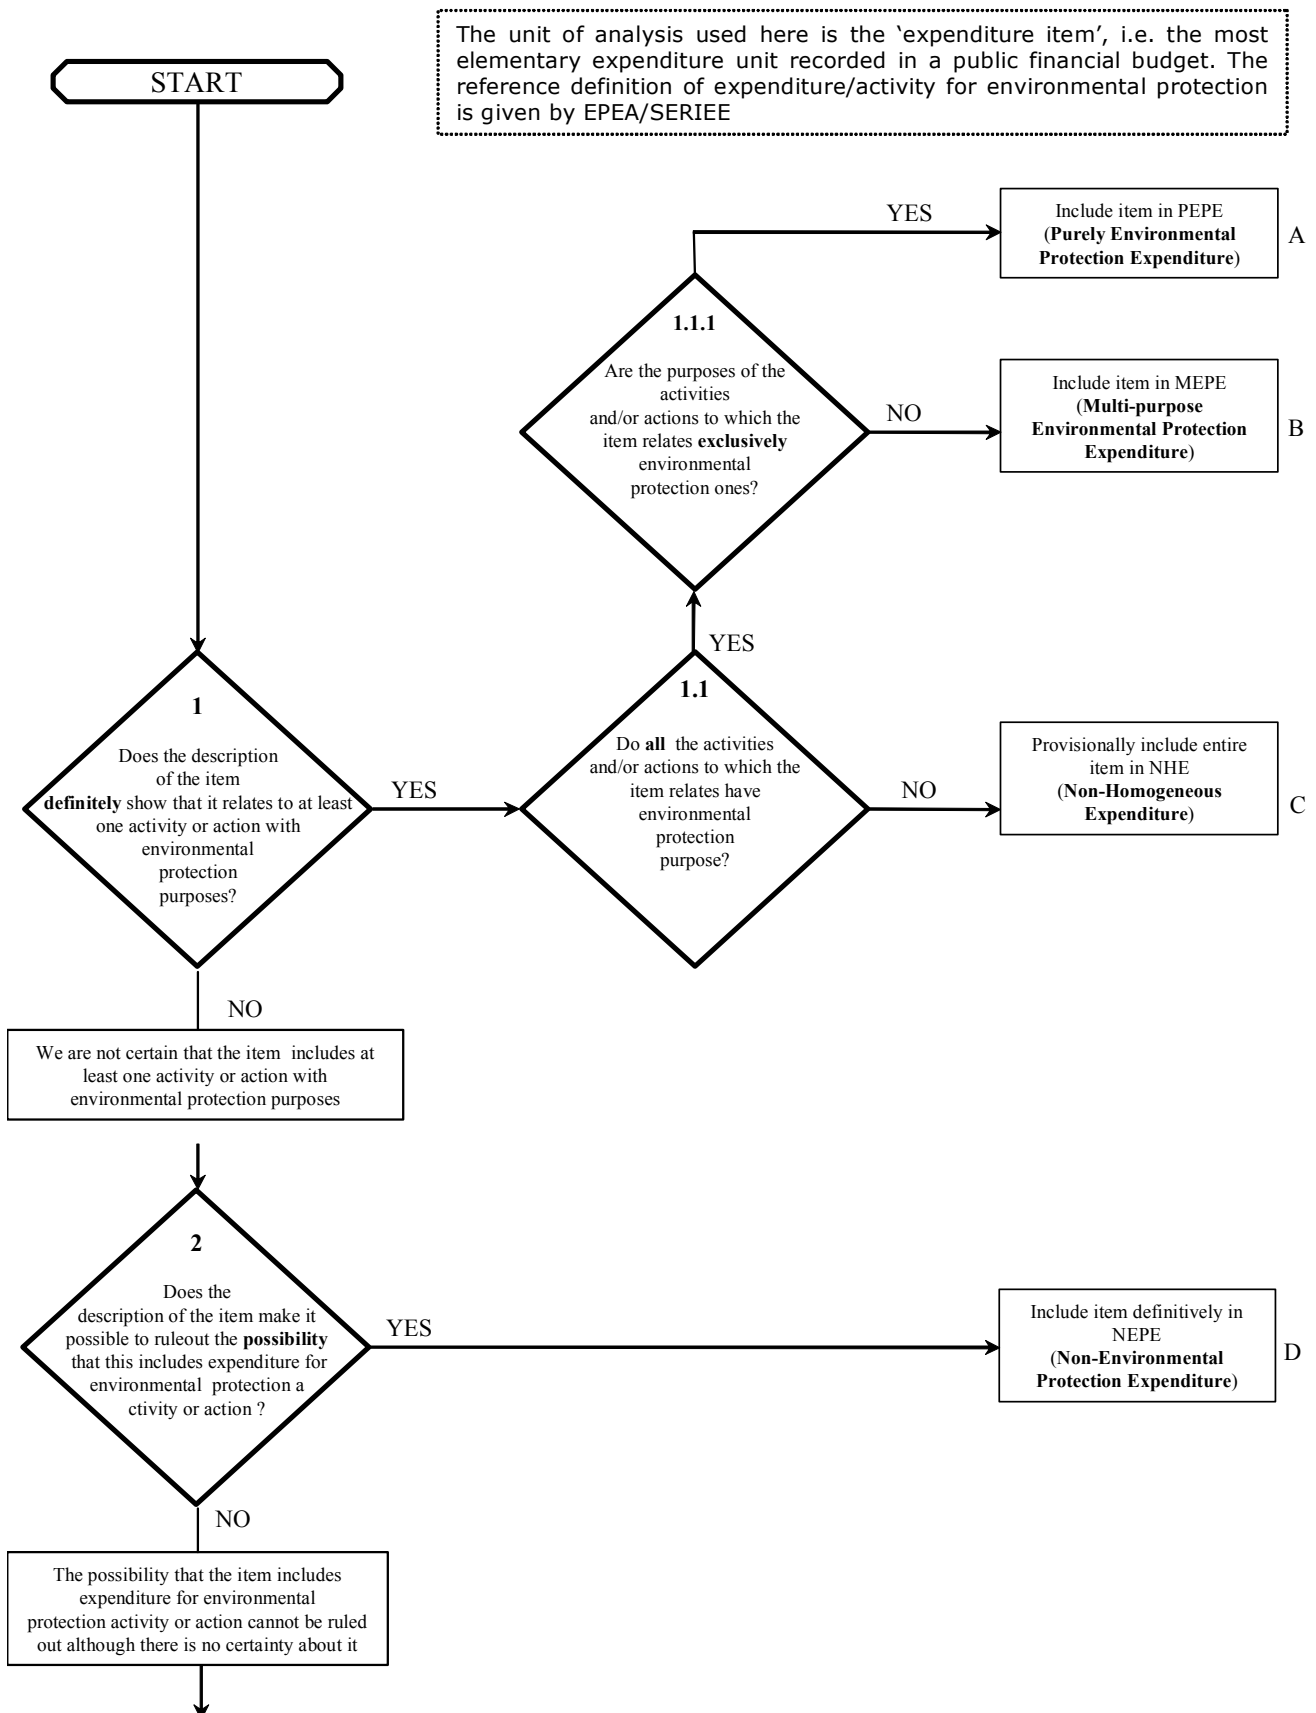 The unit of analysis used here is the ‘expenditure item’, i.e. the most
elementary expenditure unit recorded in a public financial budget. The
reference definition of expenditure/activity for environmental protection
is given by EPEA/SERIEE
START
YES
Include item in PEPE
(Purely Environmental
Protection Expenditure)
A
1.1.1
Are the purposes of the
activities
and/or actions to which the
item relates exclusively
environmental
protection ones?
NO
Include item in MEPE
(Multi-purpose
Environmental Protection
Expenditure)
B
YES
1
Does the description
of the item
definitely show that it relates to at least
one activity or action with
environmental
protection
purposes?
YES
1.1
Do all the activities
and/or actions to which the
item relates have
environmental
protection
purpose?
NO
Provisionally include entire
item in NHE
(Non-Homogeneous
Expenditure)
C
NO
We are not certain that the item includes at
least one activity or action with
environmental protection purposes
2
Does the
description of the item make it
possible to ruleout the possibility
that this includes expenditure for
environmental protection a
ctivity or action ?
YES
Include item definitively in
NEPE
(Non-Environmental
Protection Expenditure)
D
NO
The possibility that the item includes
expenditure for environmental
protection activity or action cannot be ruled
out although there is no certainty about it